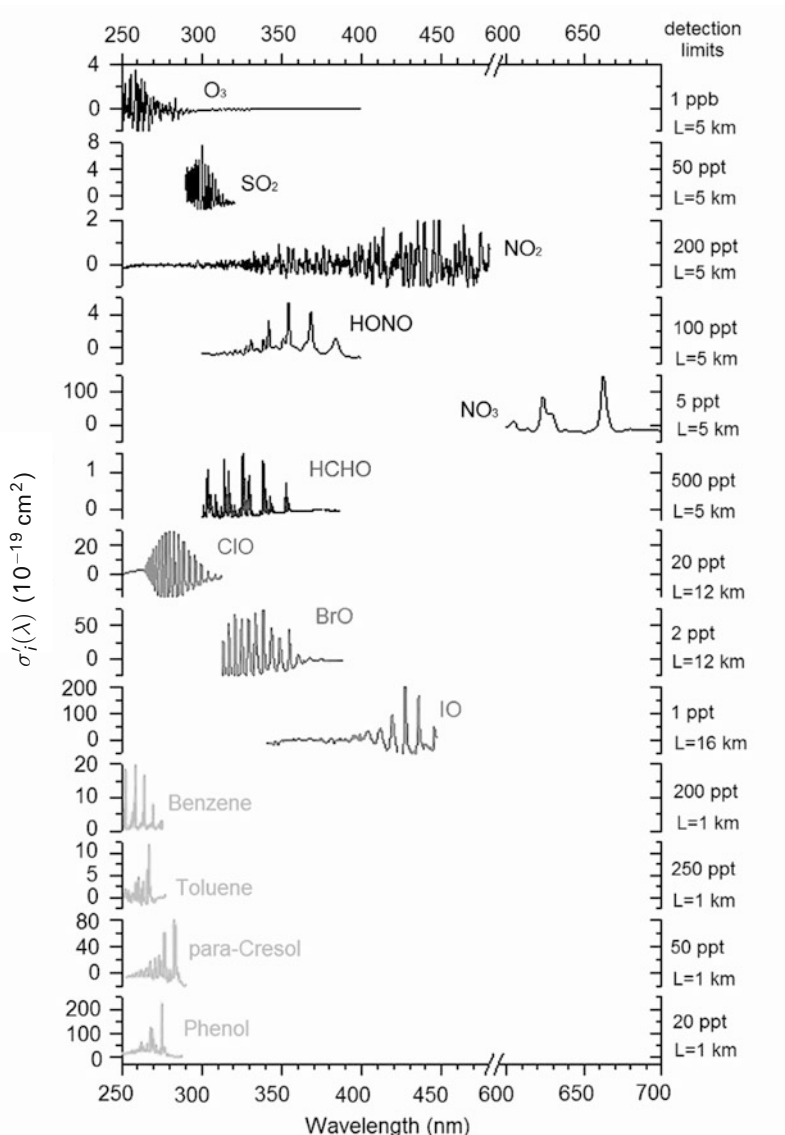 250 300 350 400 450 600 650 detection
limits
4
0
O₃
1 ppb
L=5 km
8
4
0
SO₂
50 ppt
L=5 km
2
0
NO₂
200 ppt
L=5 km
4
0
HONO
100 ppt
L=5 km
100
0
NO₃
5 ppt
L=5 km
1
0
HCHO
500 ppt
L=5 km
20
0
ClO
20 ppt
L=12 km
50
0
BrO
2 ppt
L=12 km
200
100
0
IO
1 ppt
L=16 km
20
10
0
Benzene
200 ppt
L=1 km
10
5
0
Toluene
250 ppt
L=1 km
80
40
0
para-Cresol
50 ppt
L=1 km
200
100
0
Phenol
20 ppt
L=1 km
250 300 350 400 450 600 650 700
Wavelength (nm)
σ′ᵢ(λ) (10⁻¹⁹ cm²)